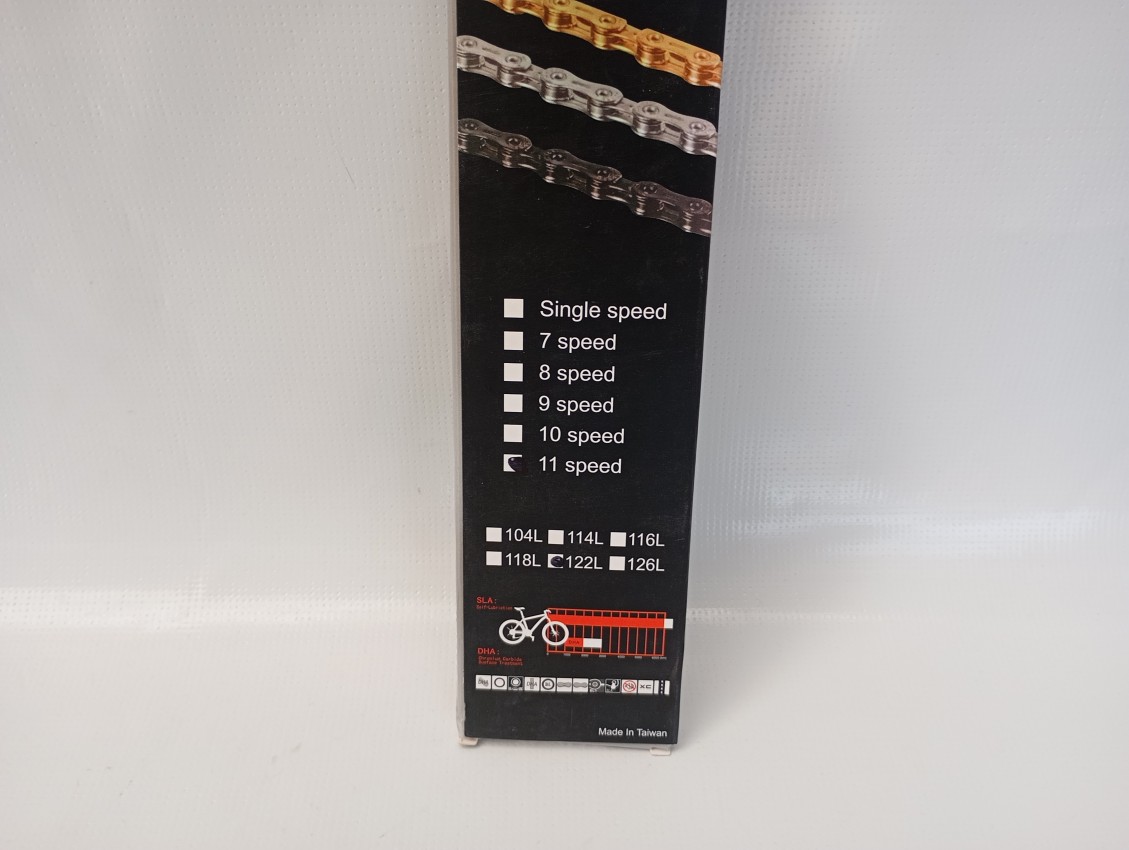 Single speed
7 speed
8 speed
9 speed
10 speed
11 speed
104L 114L 116L
118L 122L 126L
SLA:
DHA:
XC
Made In Taiwan